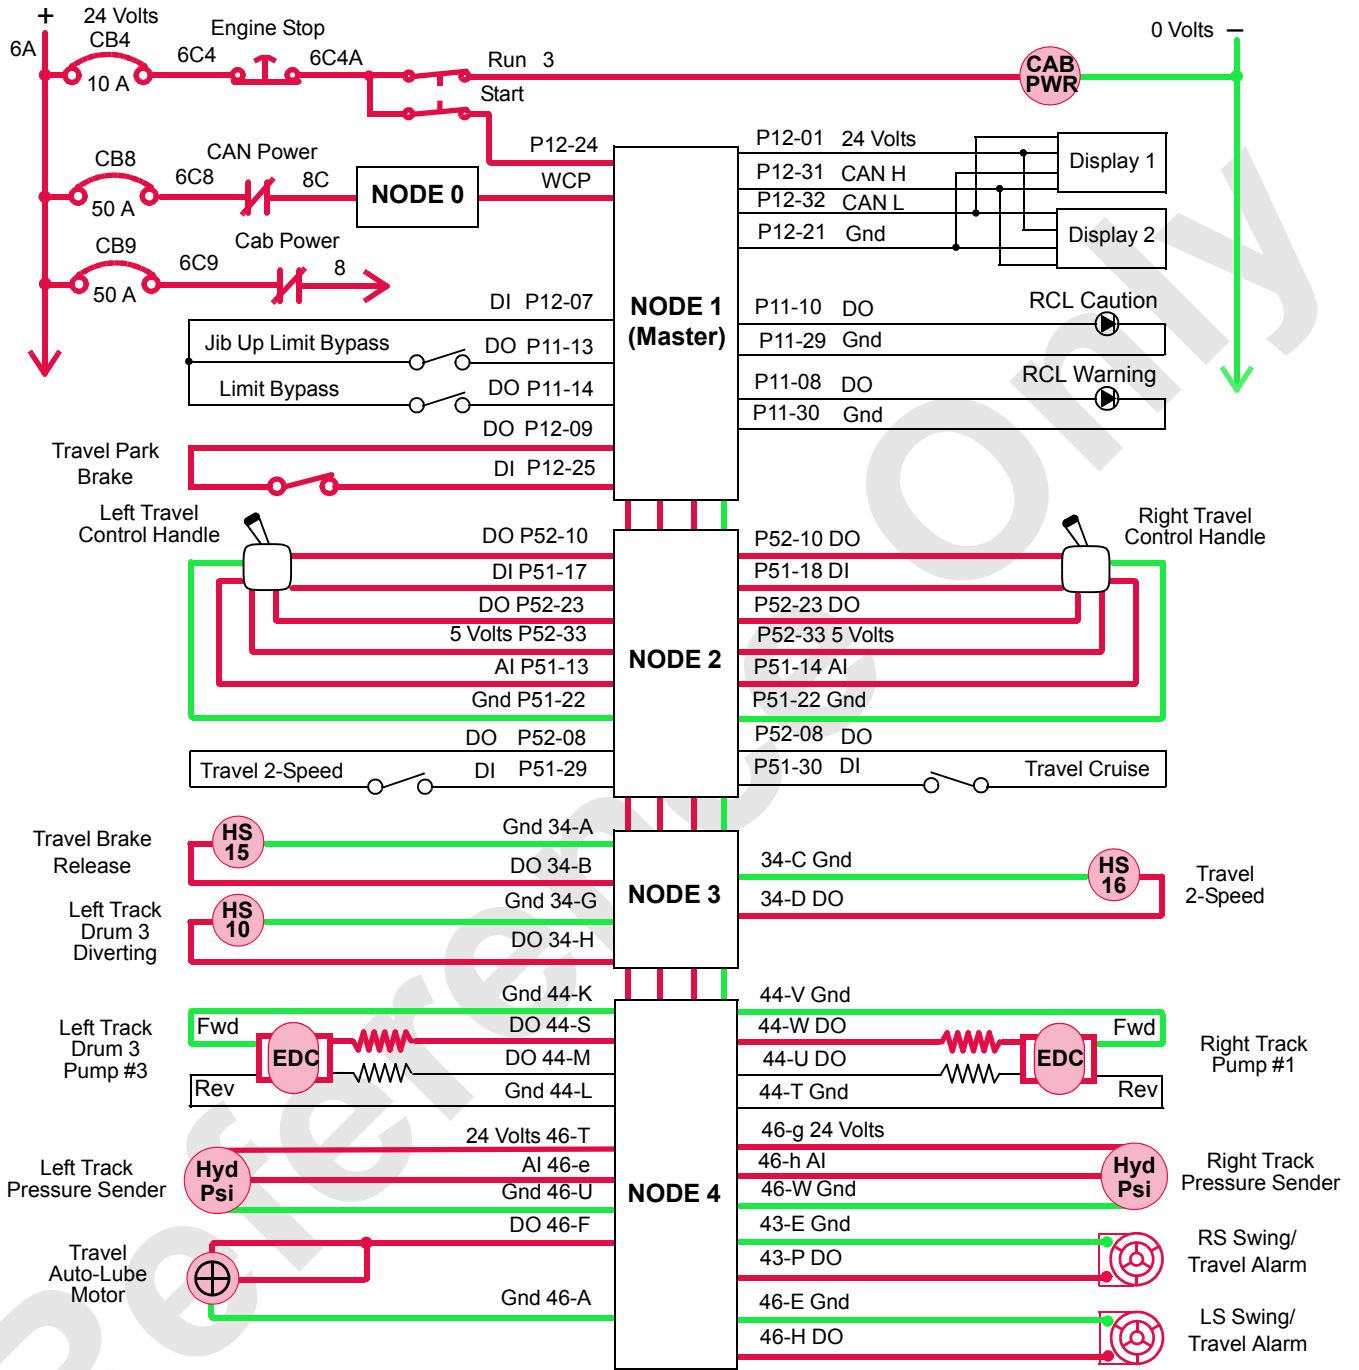 + 24 Volts
0 Volts −
6A
CB4
10 A
6C4
Engine Stop
6C4A
Run 3
Start
CAB
PWR
CB8
50 A
6C8
CAN Power
8C
NODE 0
P12-24
WCP
CB9
50 A
6C9
Cab Power
8
NODE 1
(Master)
P12-01 24 Volts
P12-31 CAN H
P12-32 CAN L
P12-21 Gnd
Display 1
Display 2
DI P12-07
Jib Up Limit Bypass
DO P11-13
Limit Bypass
DO P11-14
DO P12-09
Travel Park
Brake
DI P12-25
P11-10 DO
RCL Caution
P11-29 Gnd
P11-08 DO
RCL Warning
P11-30 Gnd
Left Travel
Control Handle
DO P52-10
DI P51-17
DO P52-23
5 Volts P52-33
AI P51-13
Gnd P51-22
DO P52-08
Travel 2-Speed
DI P51-29
NODE 2
Right Travel
Control Handle
P52-10 DO
P51-18 DI
P52-23 DO
P52-33 5 Volts
P51-14 AI
P51-22 Gnd
P52-08 DO
P51-30 DI
Travel Cruise
Travel Brake
Release
HS
15
Gnd 34-A
DO 34-B
Left Track
Drum 3
Diverting
HS
10
Gnd 34-G
DO 34-H
NODE 3
34-C Gnd
34-D DO
HS
16
Travel
2-Speed
Left Track
Drum 3
Pump #3
Fwd
EDC
Rev
Gnd 44-K
DO 44-S
DO 44-M
Gnd 44-L
44-V Gnd
44-W DO
44-U DO
44-T Gnd
Fwd
EDC
Rev
Right Track
Pump #1
NODE 4
Left Track
Pressure Sender
Hyd
Psi
24 Volts 46-T
AI 46-e
Gnd 46-U
DO 46-F
Travel
Auto-Lube
Motor
Gnd 46-A
46-g 24 Volts
46-h AI
46-W Gnd
Hyd
Psi
Right Track
Pressure Sender
43-E Gnd
43-P DO
RS Swing/
Travel Alarm
46-E Gnd
46-H DO
LS Swing/
Travel Alarm
Reference Only